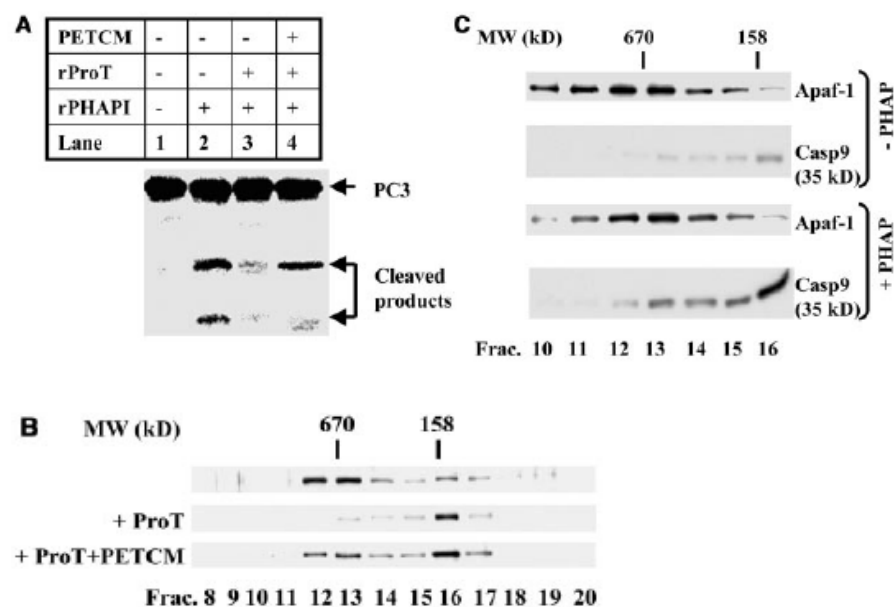 A
PETCM - - - +
rProT - - + +
rPHAPI - + + +
Lane 1 2 3 4
PC3
Cleaved
products
C
MW (kD) 670 158
Apaf-1
Casp9
(35 kD)
- PHAP
Apaf-1
Casp9
(35 kD)
+ PHAP
Frac. 10 11 12 13 14 15 16
B
MW (kD) 670 158
+ ProT
+ ProT+PETCM
Frac. 8 9 10 11 12 13 14 15 16 17 18 19 20